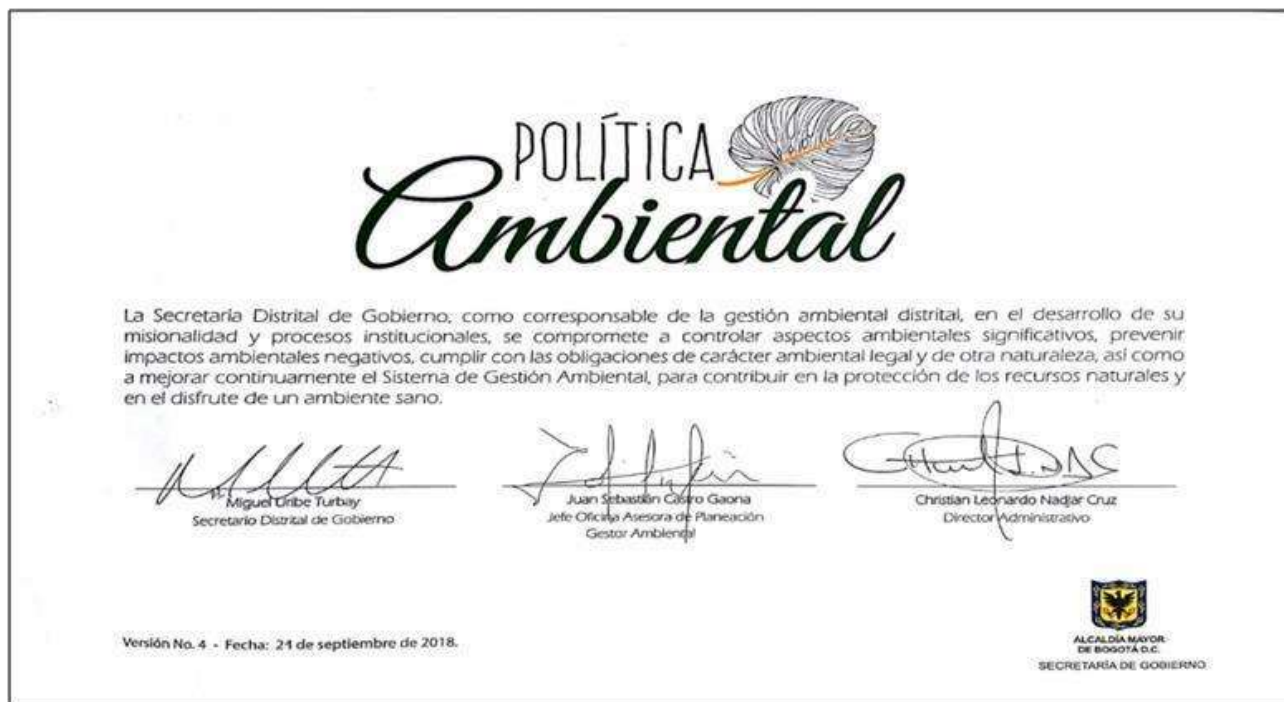 POLÍTICA
Ambiental
La Secretaría Distrital de Gobierno, como corresponsable de la gestión ambiental distrital, en el desarrollo de su
misionalidad y procesos institucionales, se compromete a controlar aspectos ambientales significativos, prevenir
impactos ambientales negativos, cumplir con las obligaciones de carácter ambiental legal y de otra naturaleza, así como
a mejorar continuamente el Sistema de Gestión Ambiental, para contribuir en la protección de los recursos naturales y
en el disfrute de un ambiente sano.
Miguel Uribe Turbay
Secretario Distrital de Gobierno
Juan Sebastián Castro Gaona
Jefe Oficina Asesora de Planeación
Gestor Ambiental
Christian Leonardo Nadjar Cruz
Director Administrativo
Versión No. 4 - Fecha: 21 de septiembre de 2018.
ALCALDÍA MAYOR
DE BOGOTÁ D.C.
SECRETARÍA DE GOBIERNO